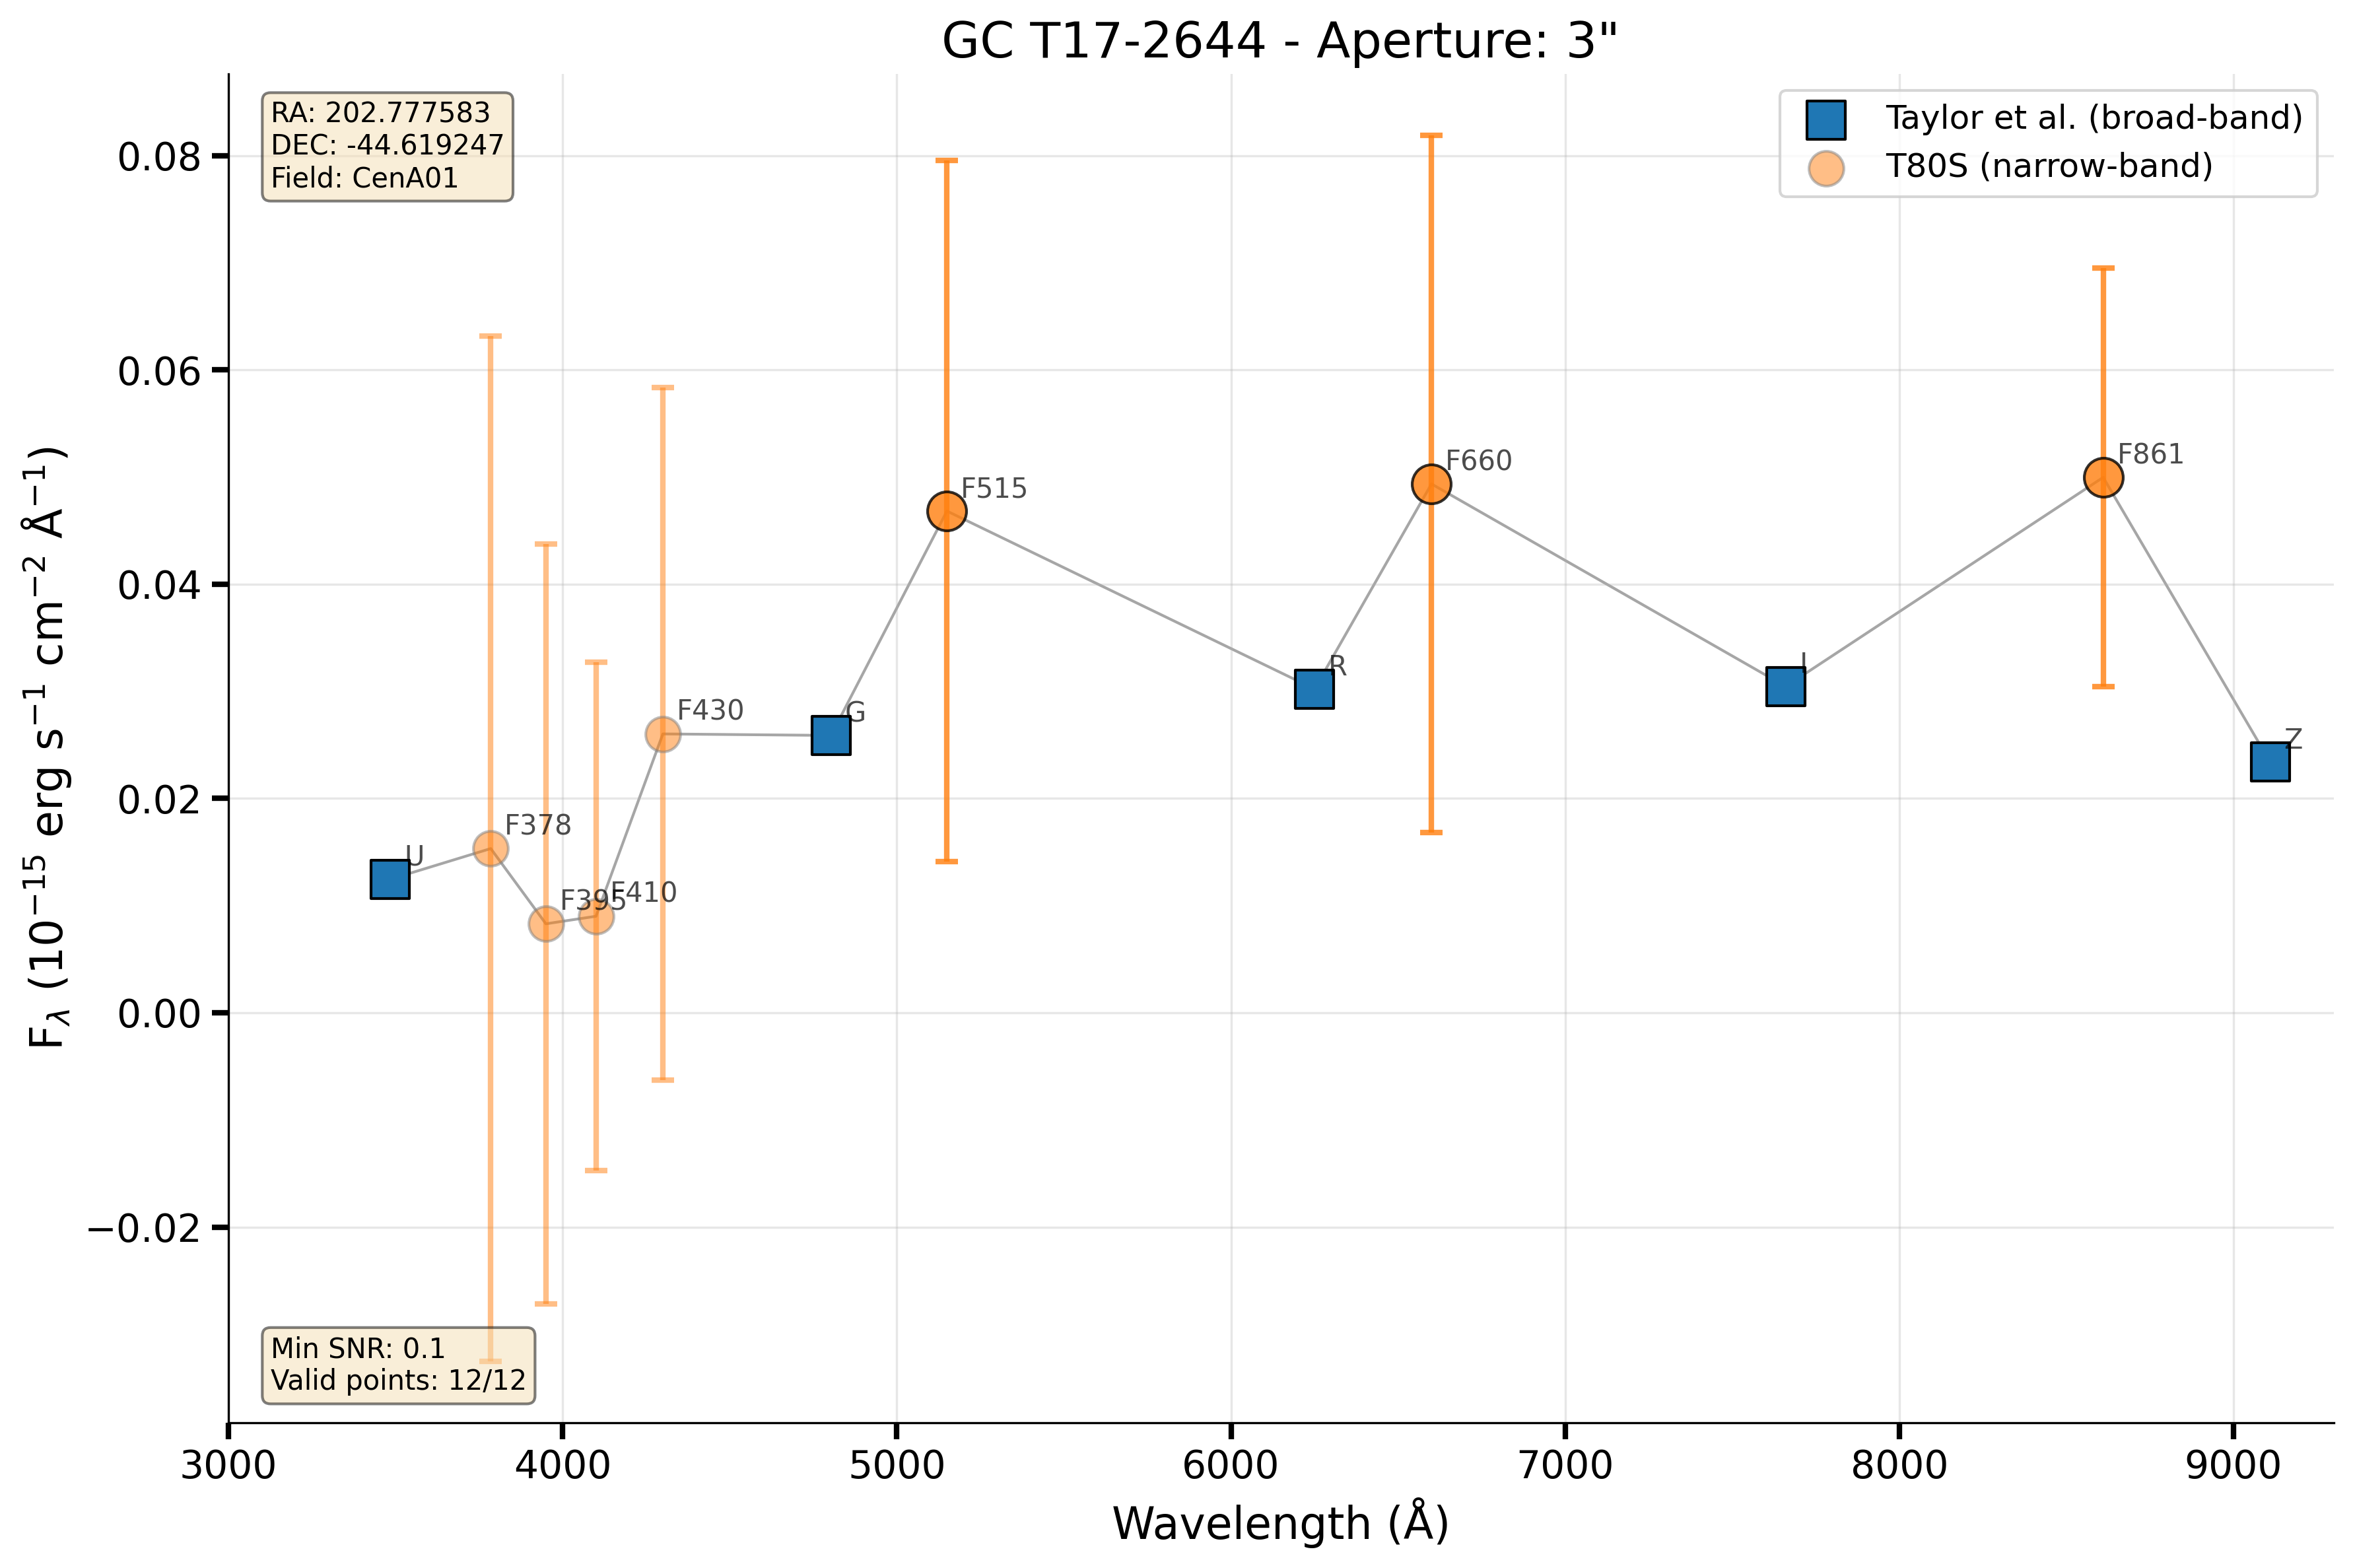 GC T17-2644 - Aperture: 3"
RA: 202.777583
DEC: -44.619247
Field: CenA01
Taylor et al. (broad-band)
T80S (narrow-band)
F_λ (10⁻¹⁵ erg s⁻¹ cm⁻² Å⁻¹)
0.08
0.06
0.04
0.02
0.00
−0.02
U
F378
F395
F410
F430
G
F515
R
F660
I
F861
Z
Min SNR: 0.1
Valid points: 12/12
3000
4000
5000
6000
7000
8000
9000
Wavelength (Å)